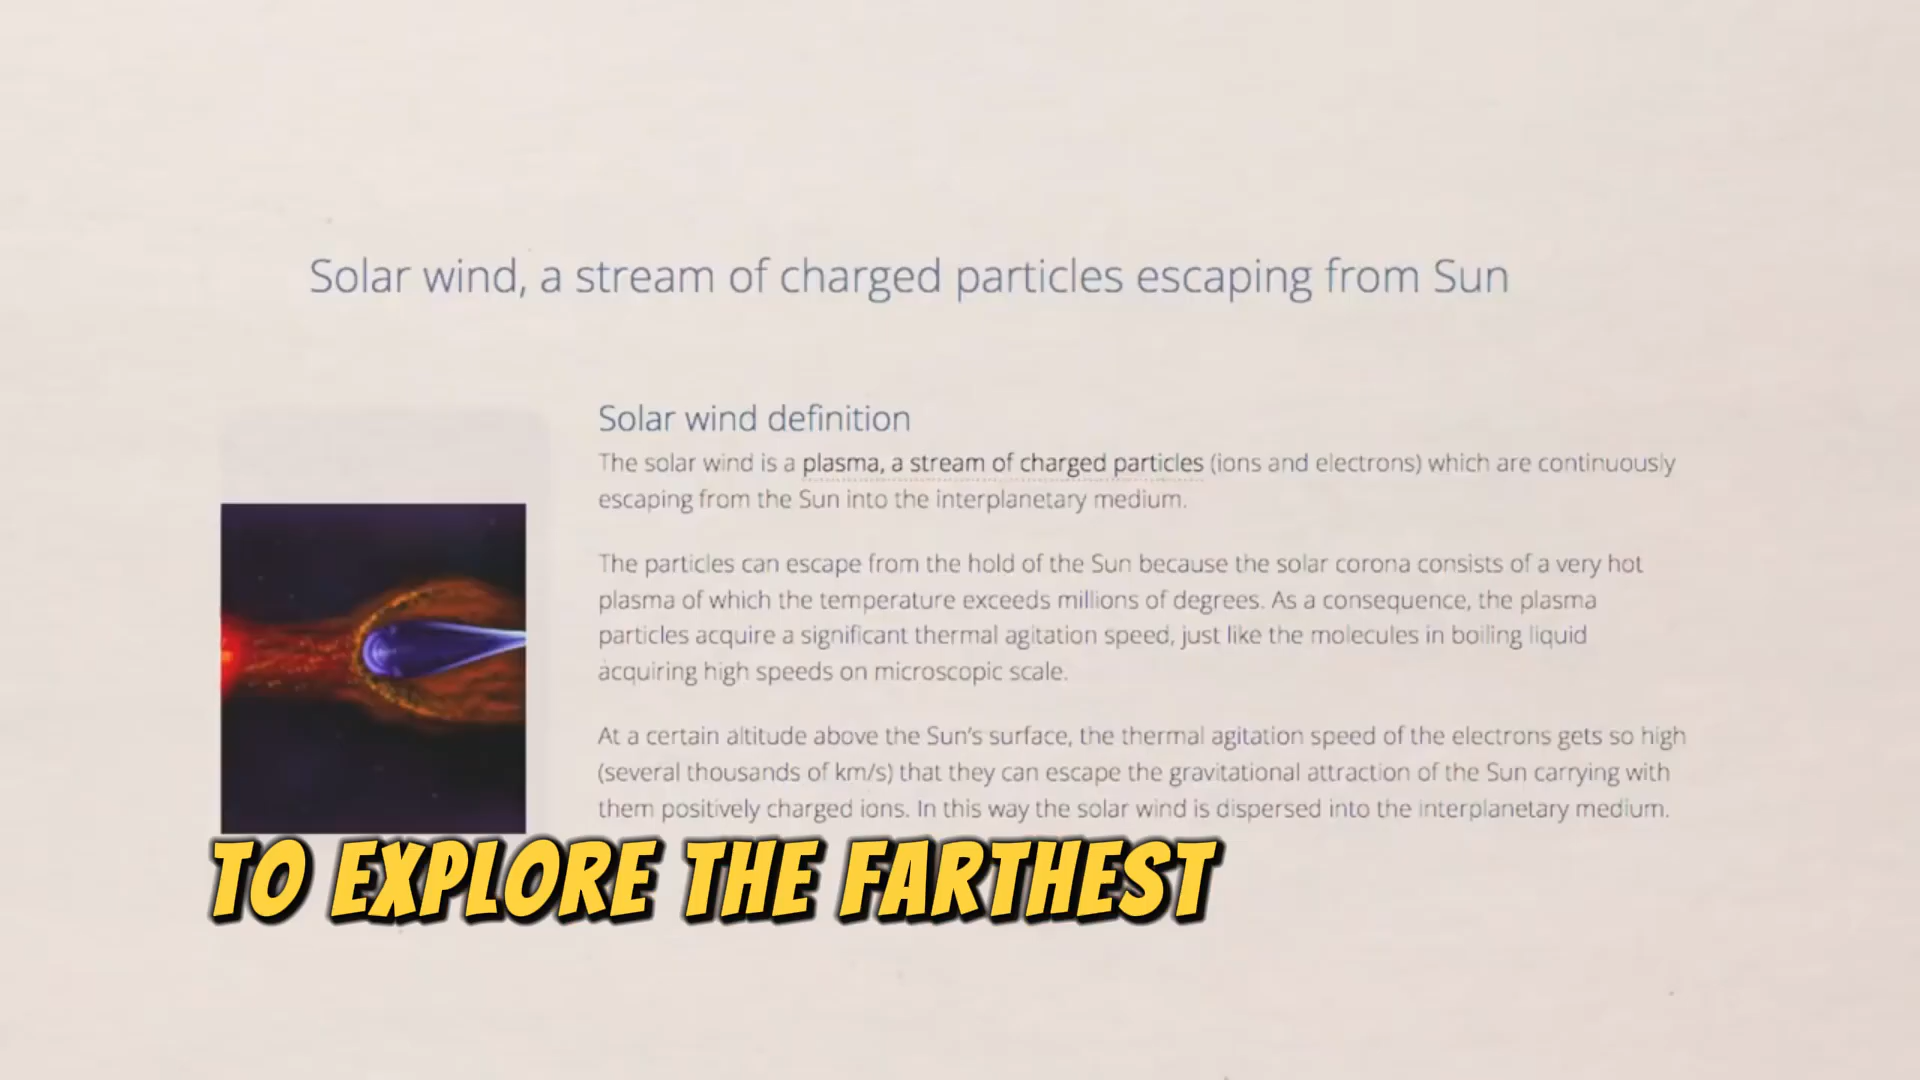 Solar wind, a stream of charged particles escaping from Sun
Solar wind definition
The solar wind is a plasma, a stream of charged particles (ions and electrons) which are continuously
escaping from the Sun into the interplanetary medium.
The particles can escape from the hold of the Sun because the solar corona consists of a very hot
plasma of which the temperature exceeds millions of degrees. As a consequence, the plasma
particles acquire a significant thermal agitation speed, just like the molecules in boiling liquid
acquiring high speeds on microscopic scale.
At a certain altitude above the Sun's surface, the thermal agitation speed of the electrons gets so high
(several thousands of km/s) that they can escape the gravitational attraction of the Sun carrying with
them positively charged ions. In this way the solar wind is dispersed into the interplanetary medium.
TO EXPLORE THE FARTHEST